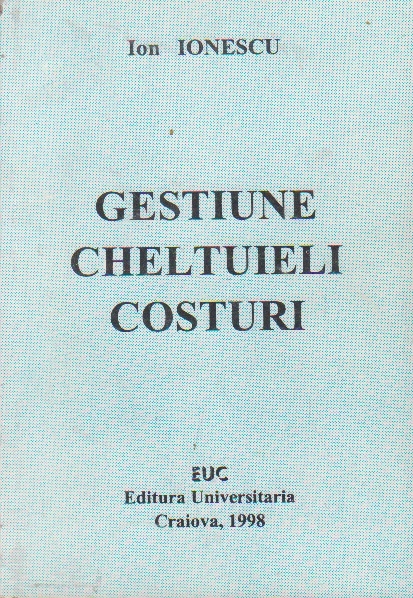 Ion IONESCU
GESTIUNE
CHELTUIELI
COSTURI
EUC
Editura Universitaria
Craiova, 1998